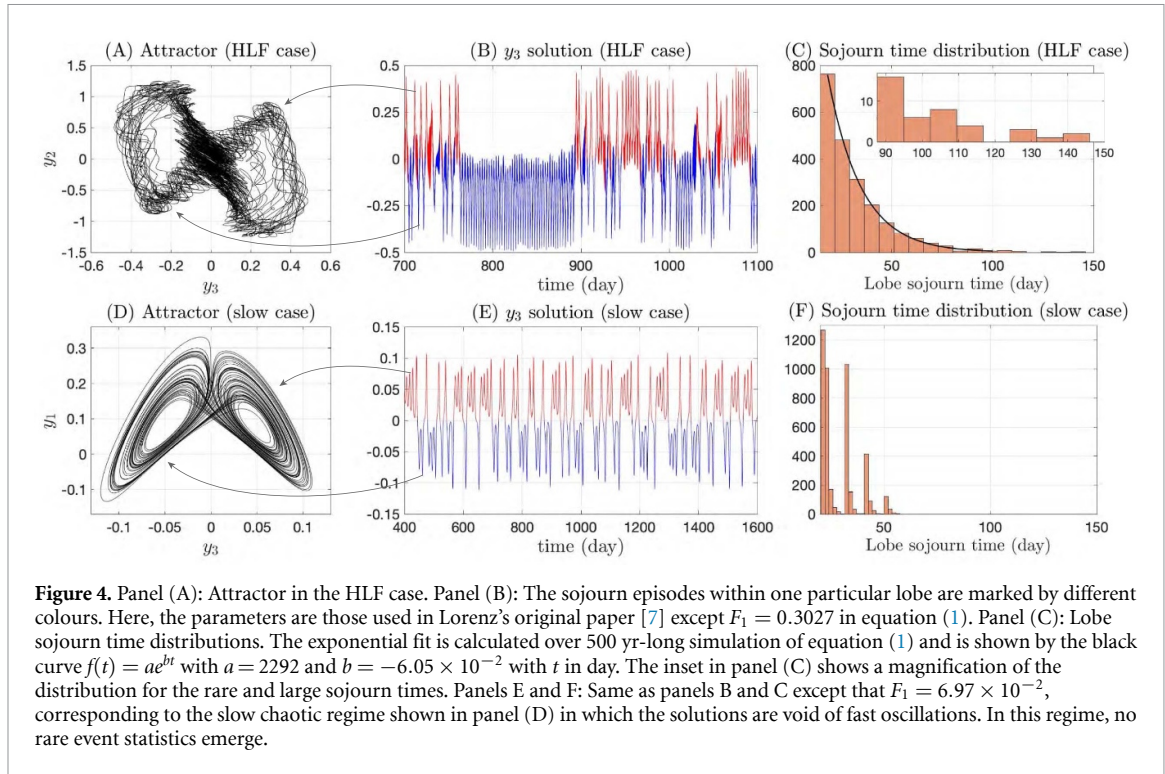 (A) Attractor (HLF case)
1.5
1
0.5
0
-0.5
-1
-1.5
y₂
-0.6 -0.4 -0.2 0 0.2 0.4 0.6
y₃
(B) y₃ solution (HLF case)
0.5
0.25
0
-0.25
-0.5
700 800 900 1000 1100
time (day)
(C) Sojourn time distribution (HLF case)
800
600
400
200
0
10
0
90 100 110 120 130 140 150
50 100 150
Lobe sojourn time (day)
(D) Attractor (slow case)
0.3
0.2
0.1
0
-0.1
y₁
-0.1 -0.05 0 0.05 0.1
y₃
(E) y₃ solution (slow case)
0.15
0.1
0.05
0
-0.05
-0.1
-0.15
400 600 800 1000 1200 1400 1600
time (day)
(F) Sojourn time distribution (slow case)
1200
1000
800
600
400
200
0
50 100 150
Lobe sojourn time (day)
Figure 4. Panel (A): Attractor in the HLF case. Panel (B): The sojourn episodes within one particular lobe are marked by different
colours. Here, the parameters are those used in Lorenz's original paper [7] except F₁ = 0.3027 in equation (1). Panel (C): Lobe
sojourn time distributions. The exponential fit is calculated over 500 yr-long simulation of equation (1) and is shown by the black
curve f(t) = ae^{bt} with a = 2292 and b = −6.05 × 10⁻² with t in day. The inset in panel (C) shows a magnification of the
distribution for the rare and large sojourn times. Panels E and F: Same as panels B and C except that F₁ = 6.97 × 10⁻²,
corresponding to the slow chaotic regime shown in panel (D) in which the solutions are void of fast oscillations. In this regime, no
rare event statistics emerge.